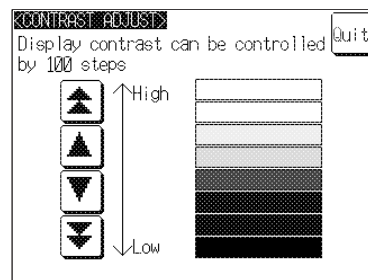 <CONTRAST ADJUST>
Quit
Display contrast can be controlled
by 100 steps
High
Low